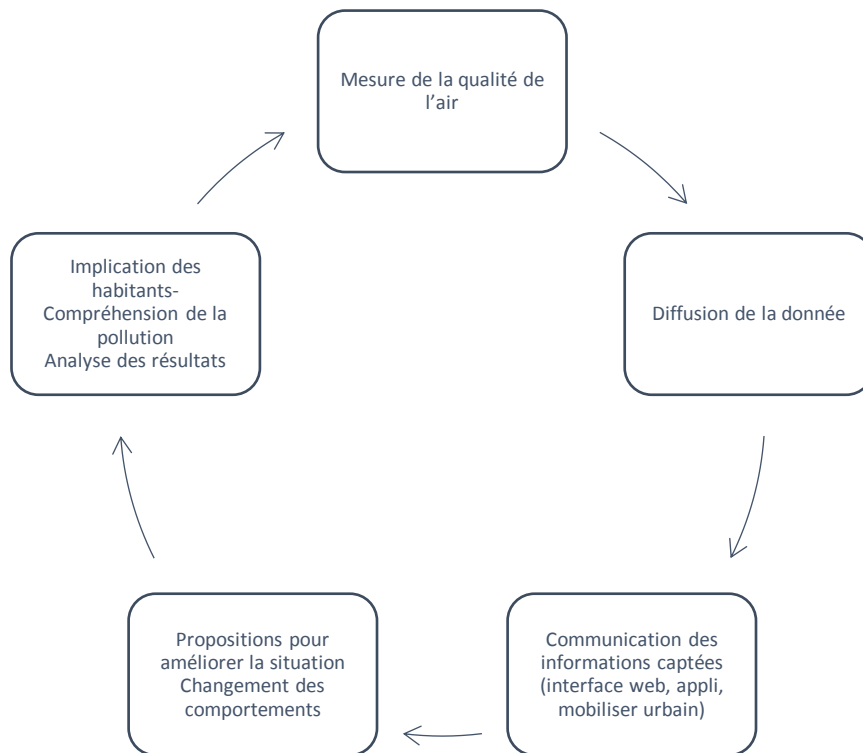 Mesure de la qualité de
l'air
Diffusion de la donnée
Communication des
informations captées
(interface web, appli,
mobiliser urbain)
Propositions pour
améliorer la situation
Changement des
comportements
Implication des
habitants-
Compréhension de la
pollution
Analyse des résultats